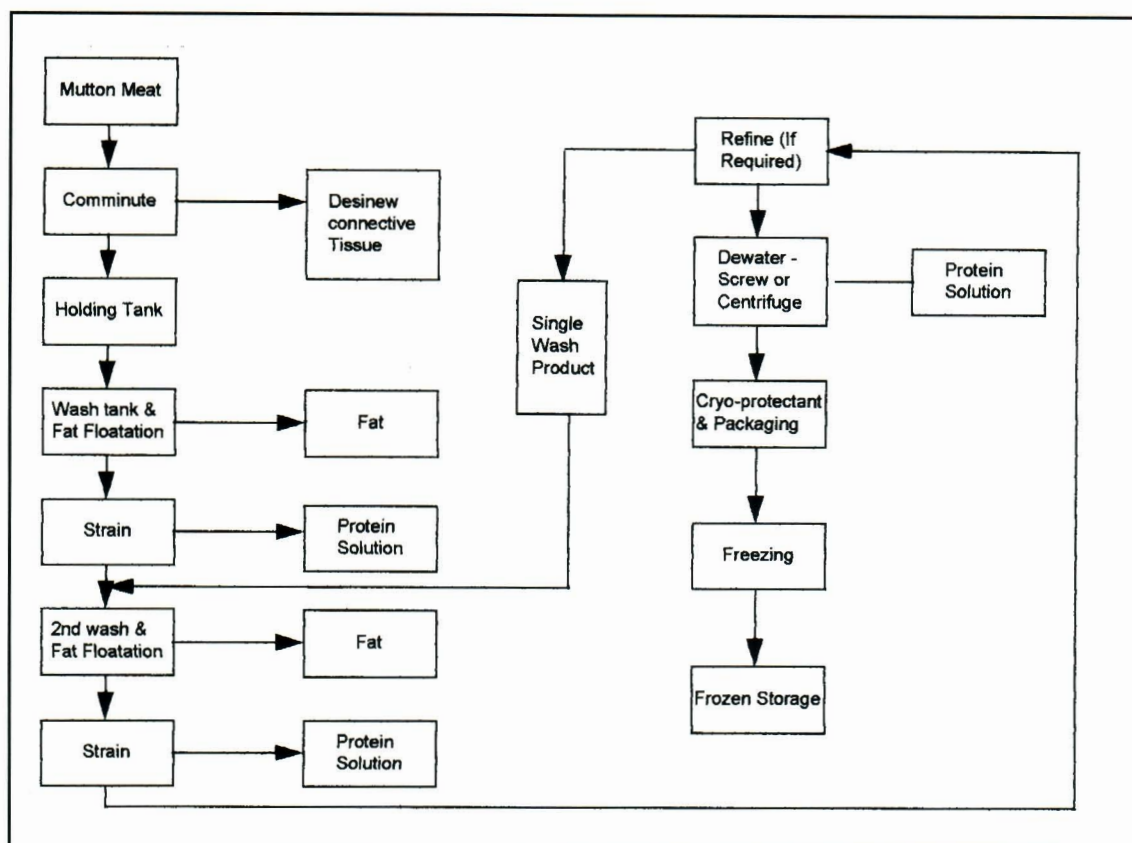 Mutton Meat
Comminute
Desinew
connective
Tissue
Holding Tank
Wash tank &
Fat Floatation
Fat
Strain
Protein
Solution
2nd wash &
Fat Floatation
Fat
Strain
Protein
Solution
Single
Wash
Product
Refine (If
Required)
Dewater -
Screw or
Centrifuge
Protein
Solution
Cryo-protectant
& Packaging
Freezing
Frozen Storage